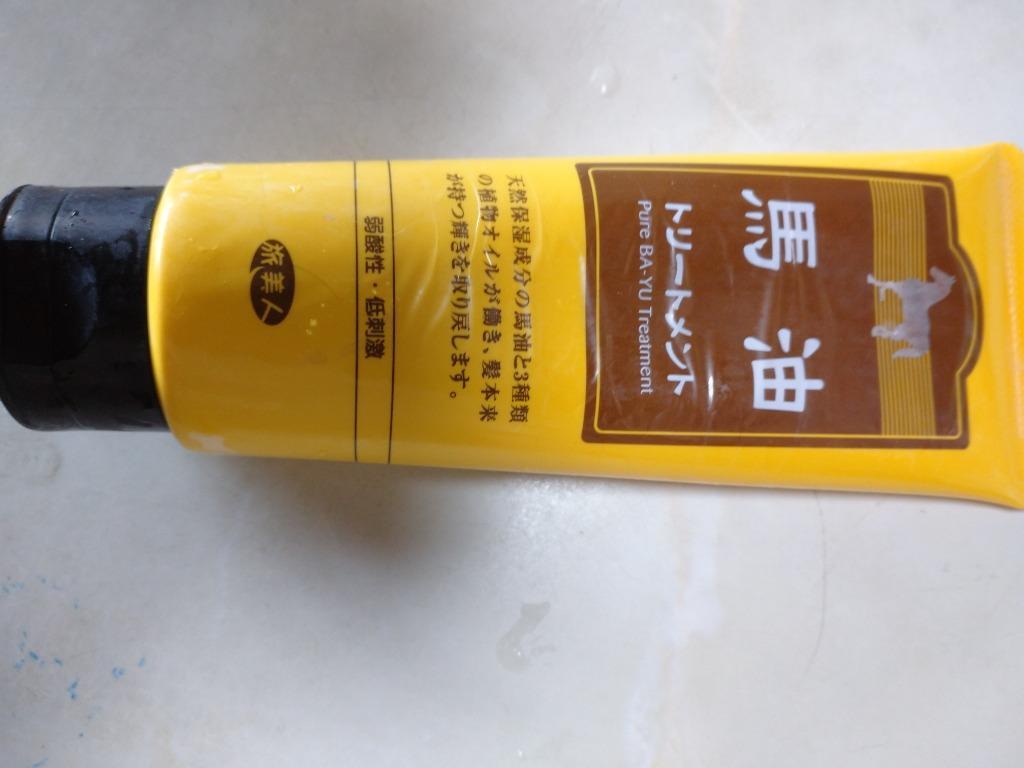 馬油
トリートメント
Pure BA-YU Treatment
天然保湿成分の馬油と3種類
の植物オイルが働き、髪本来
が持つ輝きを取り戻します。
弱酸性・低刺激
旅美人